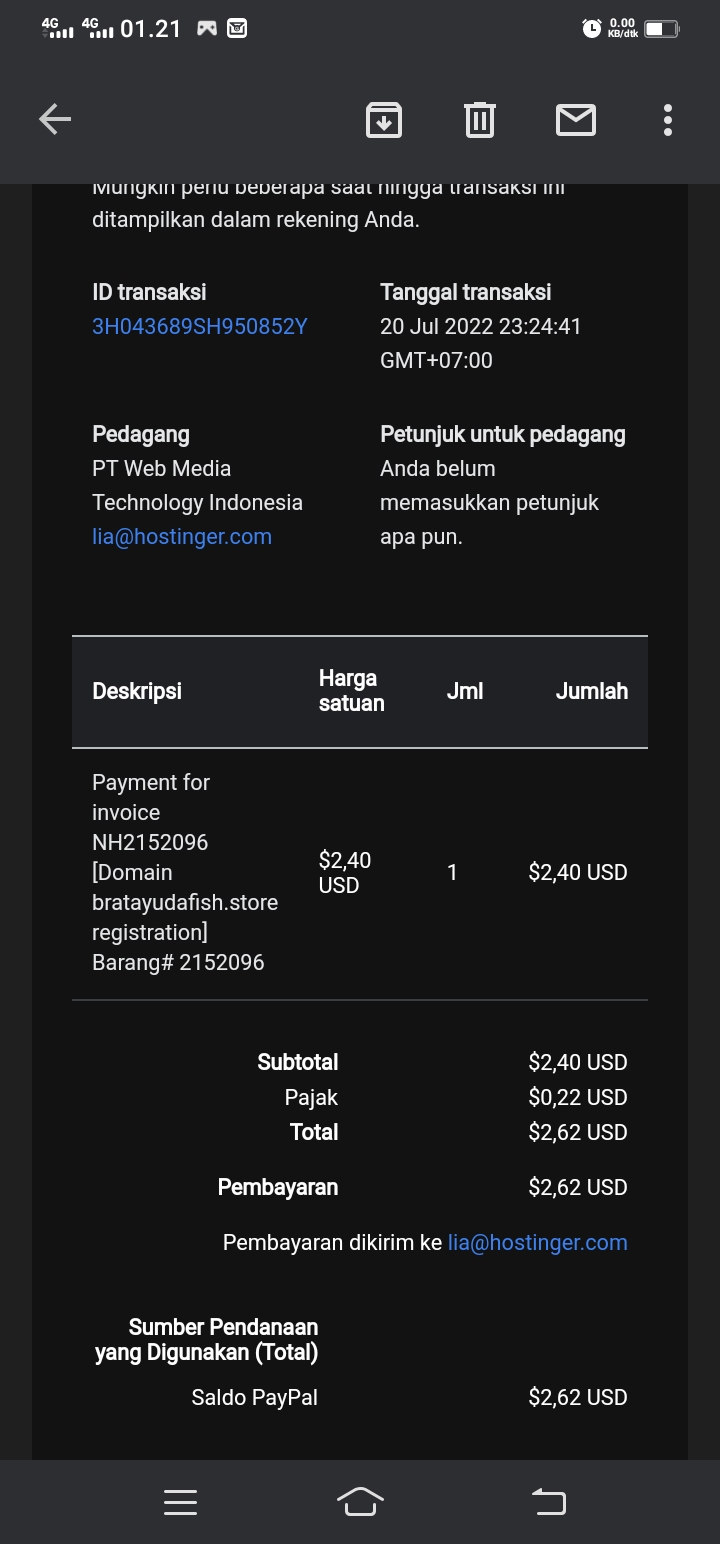 4G 4G 01.21 0.00 KB/dtk
Mungkin perlu beberapa saat hingga transaksi ini
ditampilkan dalam rekening Anda.
ID transaksi
3H043689SH950852Y
Tanggal transaksi
20 Jul 2022 23:24:41
GMT+07:00
Pedagang
PT Web Media
Technology Indonesia
lia@hostinger.com
Petunjuk untuk pedagang
Anda belum
memasukkan petunjuk
apa pun.
Deskripsi
Harga
satuan
Jml
Jumlah
Payment for
invoice
NH2152096
[Domain
bratayudafish.store
registration]
Barang# 2152096
$2,40
USD
1
$2,40 USD
Subtotal $2,40 USD
Pajak $0,22 USD
Total $2,62 USD
Pembayaran $2,62 USD
Pembayaran dikirim ke lia@hostinger.com
Sumber Pendanaan
yang Digunakan (Total)
Saldo PayPal $2,62 USD